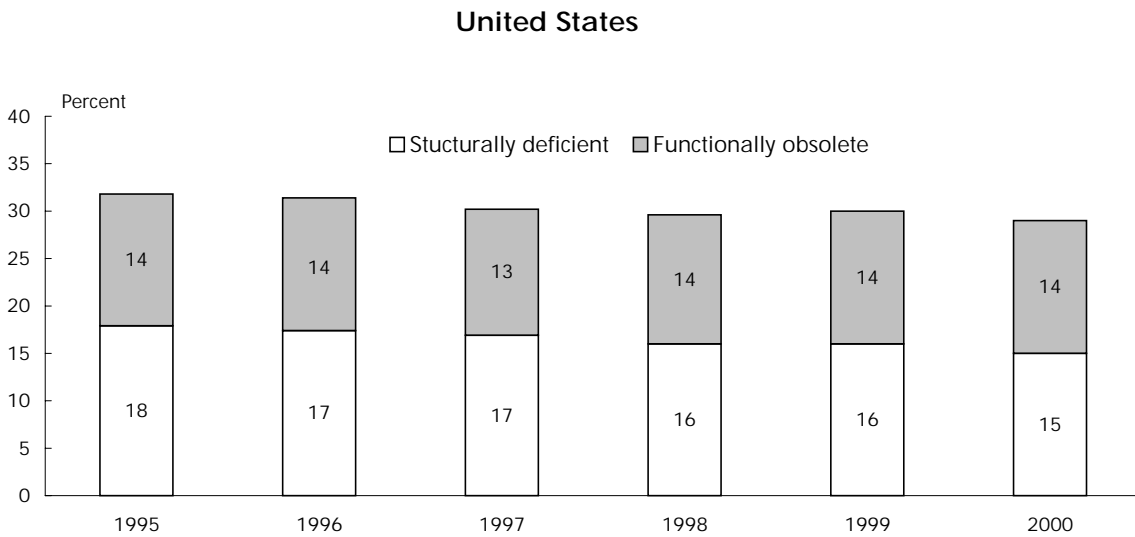 United States
Percent
40
Stucturally deficient Functionally obsolete
35
30
25
14 14 13 14 14 14
20
15
10
18 17 17 16 16 15
5
0
1995 1996 1997 1998 1999 2000